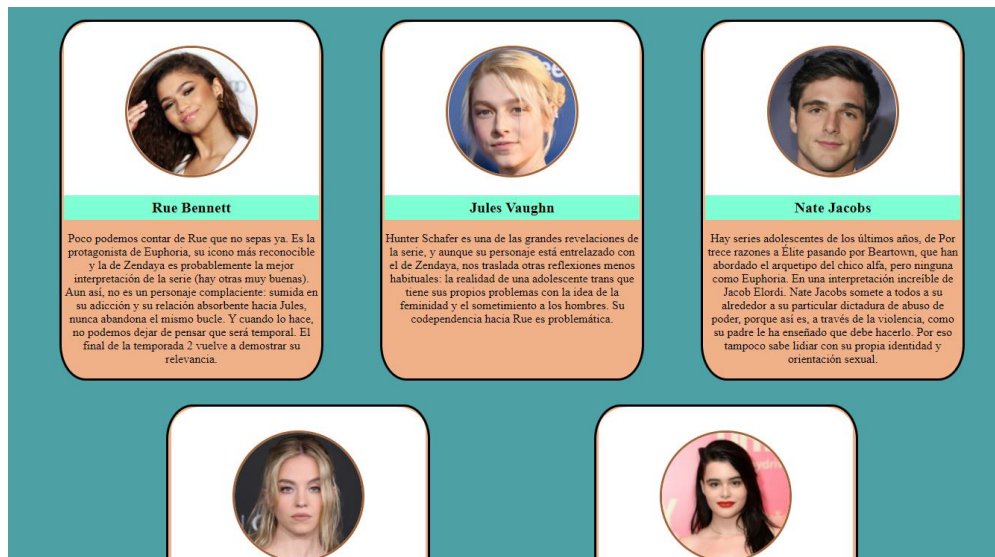 Rue Bennett
Poco podemos contar de Rue que no sepas ya. Es la
protagonista de Euphoria, su icono más reconocible
y la de Zendaya es probablemente la mejor
interpretación de la serie (hay otras muy buenas).
Aun así, no es un personaje complaciente: sumida en
su adicción y su relación absorbente hacia Jules,
nunca abandona el mismo bucle. Y cuando lo hace,
no podemos dejar de pensar que será temporal. El
final de la temporada 2 vuelve a demostrar su
relevancia.
Jules Vaughn
Hunter Schafer es una de las grandes revelaciones de
la serie, y aunque su personaje está entrelazado con
el de Zendaya, nos traslada otras reflexiones menos
habituales: la realidad de una adolescente trans que
tiene sus propios problemas con la idea de la
feminidad y el sometimiento a los hombres. Su
codependencia hacia Rue es problemática.
Nate Jacobs
Hay series adolescentes de los últimos años, de Por
trece razones a Élite pasando por Beartown, que han
abordado el arquetipo del chico alfa, pero ninguna
como Euphoria. En una interpretación increíble de
Jacob Elordi. Nate Jacobs somete a todos a su
alrededor a su particular dictadura de abuso de
poder, porque así es, a través de la violencia, como
su padre le ha enseñado que debe hacerlo. Por eso
tampoco sabe lidiar con su propia identidad y
orientación sexual.